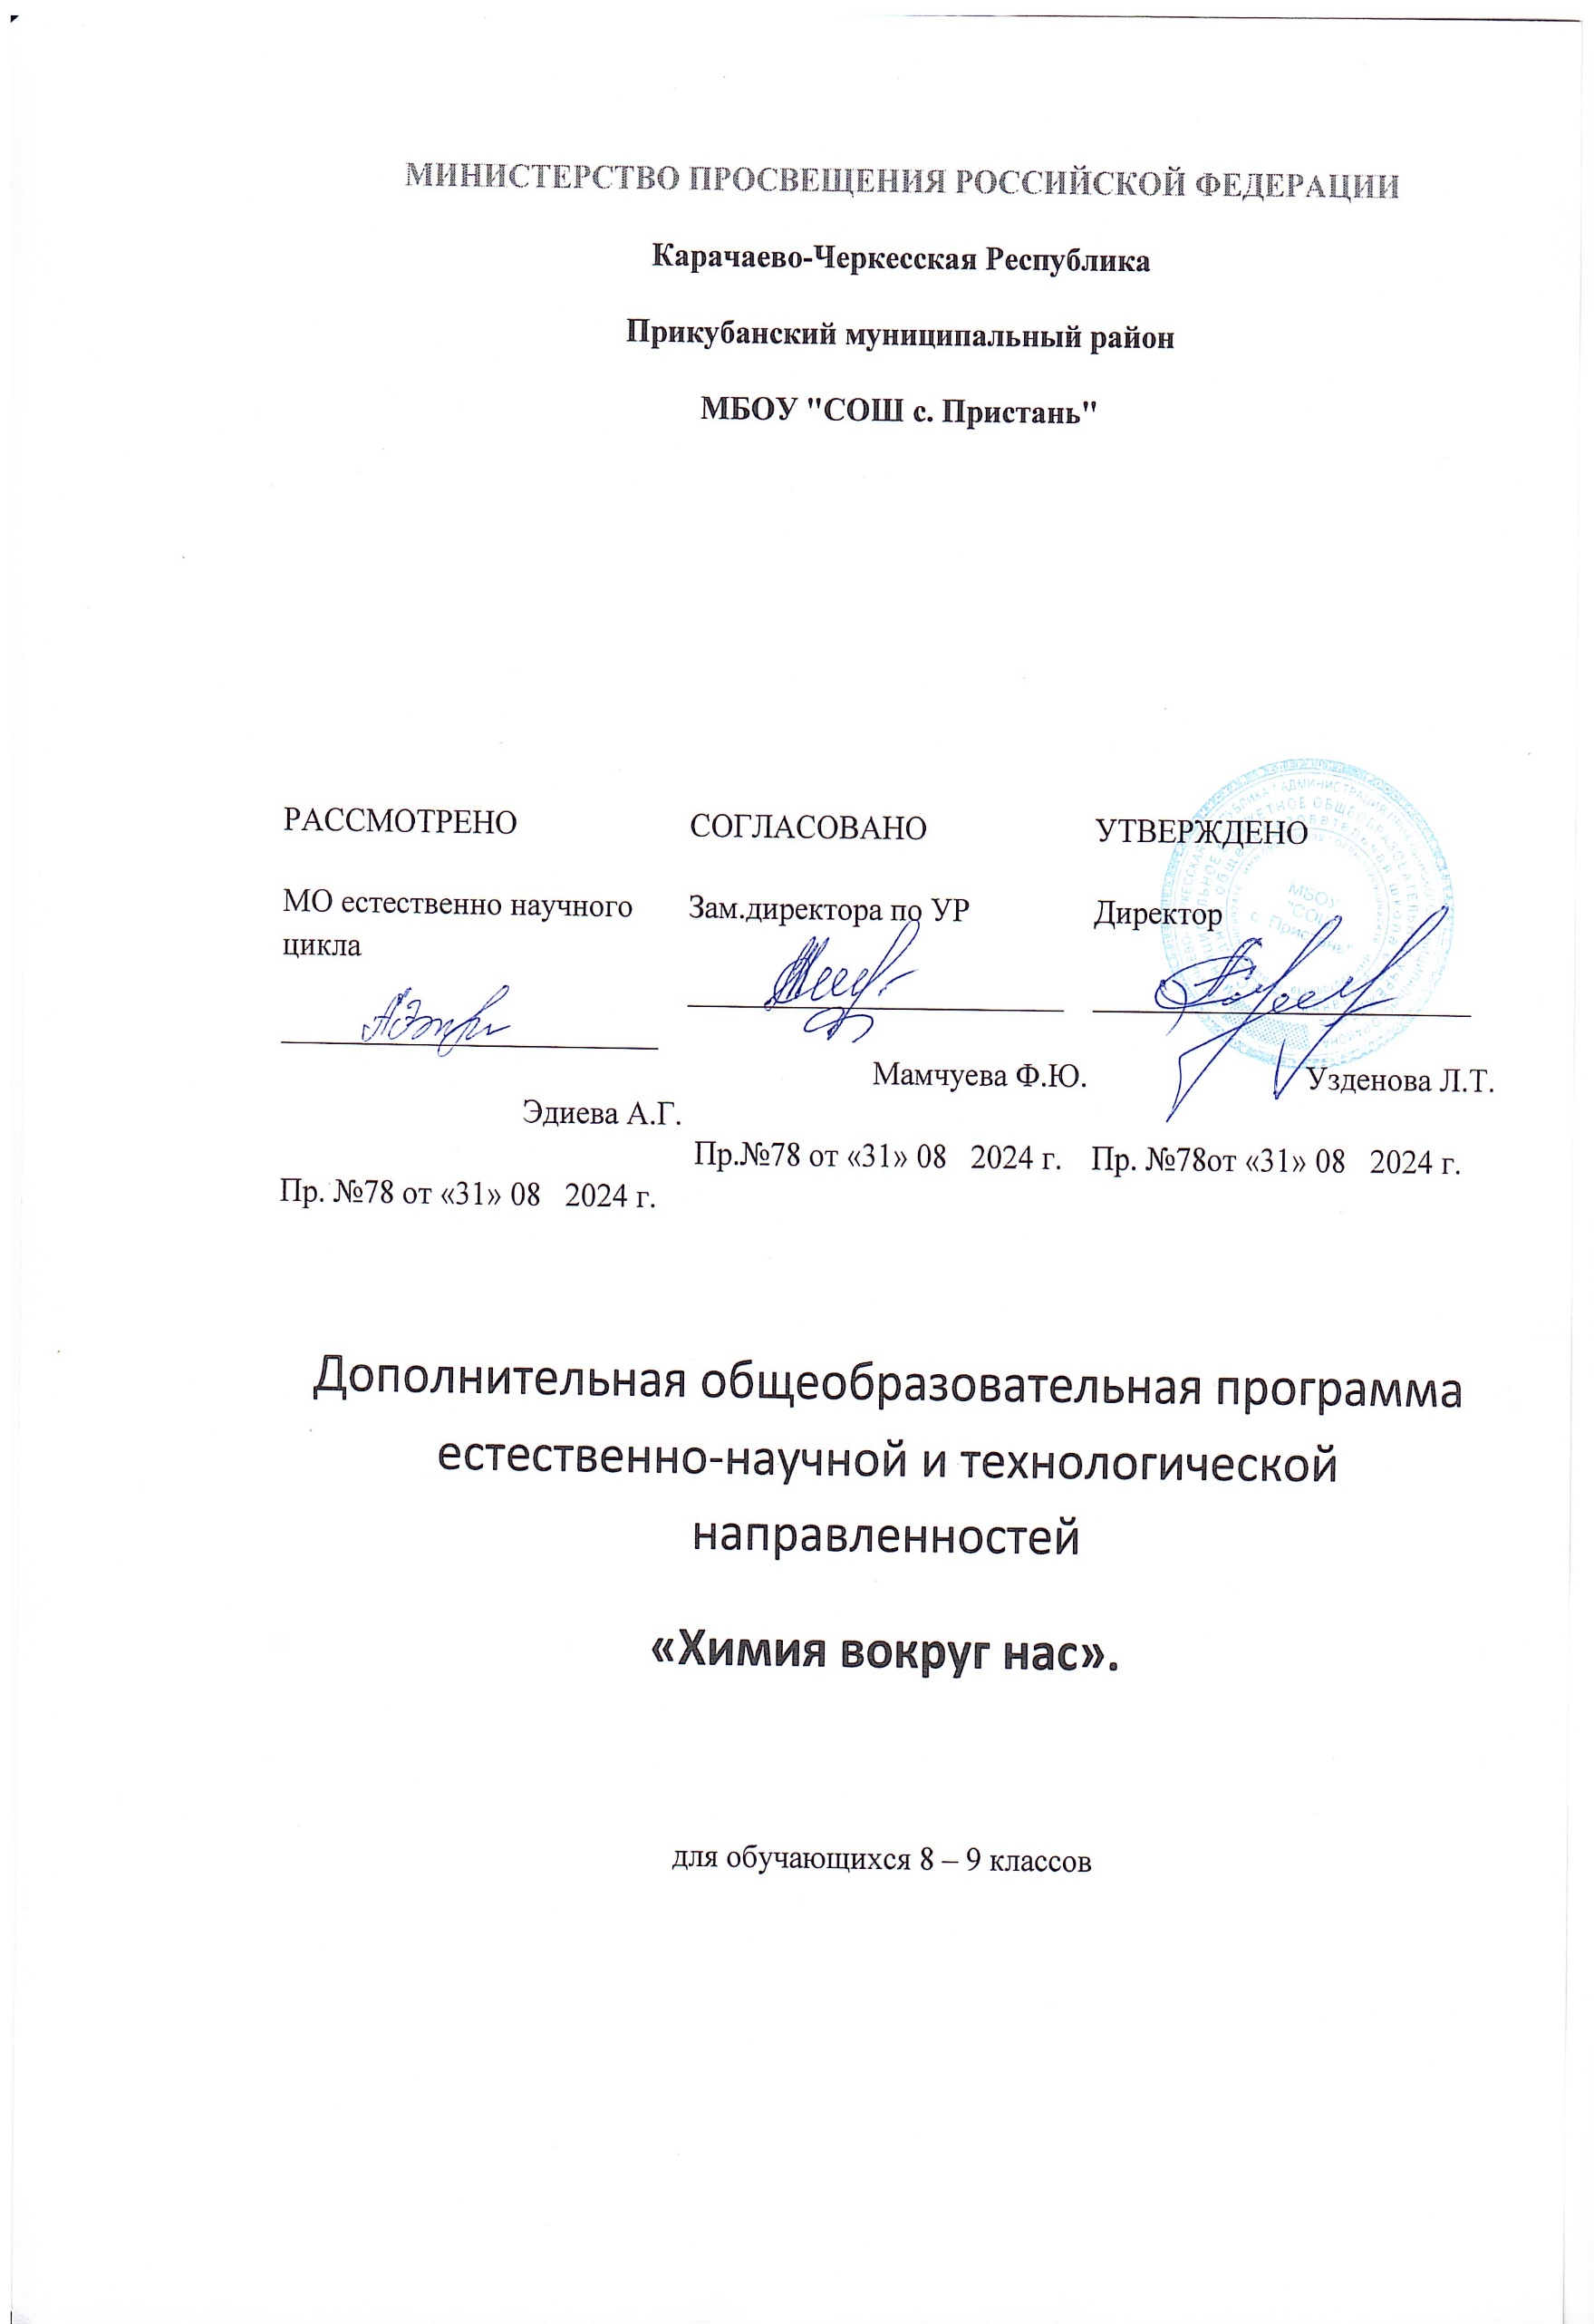 МИНИСТЕРСТВО ПРОСВЕЩЕНИЯ РОССИЙСКОЙ ФЕДЕРАЦИИ
Карачаево-Черкесская Республика
Прикубанский муниципальный район
МБОУ "СОШ с. Пристань"
РАССМОТРЕНО
МО естественно научного
цикла
Эдиева А.Г.
Пр. №78 от «31» 08 2024 г.
СОГЛАСОВАНО
Зам.директора по УР
Мамчуева Ф.Ю.
Пр.№78 от «31» 08 2024 г.
УТВЕРЖДЕНО
Директор
Узденова Л.Т.
Пр. №78от «31» 08 2024 г.
МБОУ
"СОШ
с. Пристань"
Дополнительная общеобразовательная программа
естественно-научной и технологической
направленностей
«Химия вокруг нас».
для обучающихся 8 – 9 классов